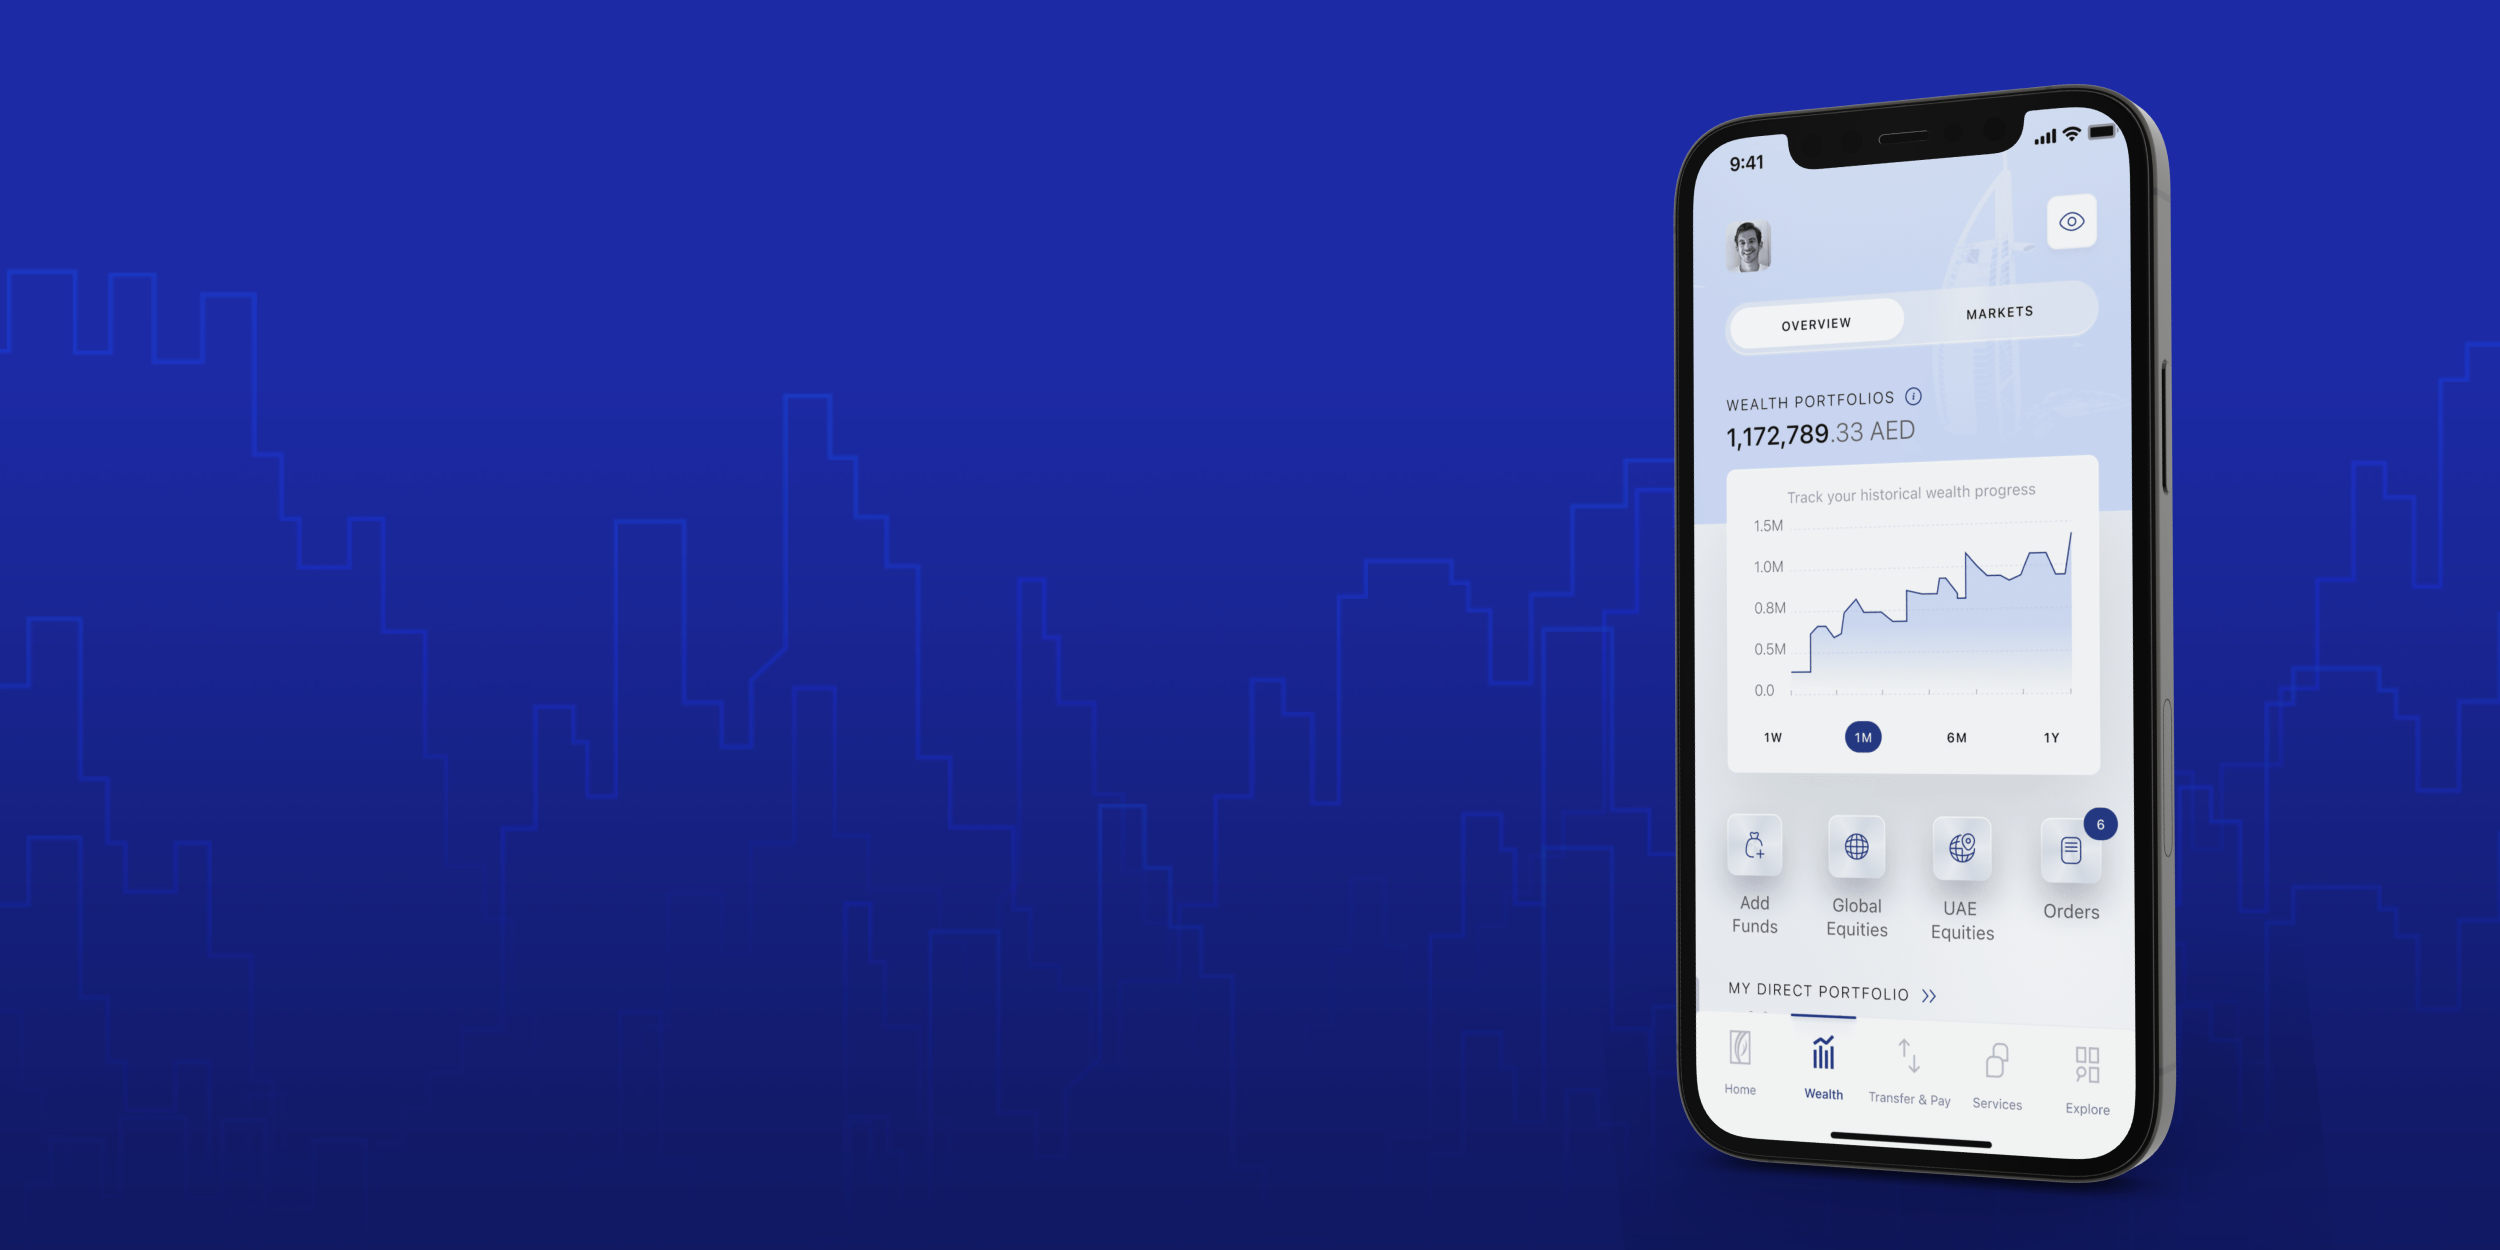 9:41
OVERVIEW
MARKETS
WEALTH PORTFOLIOS i
1,172,789.33 AED
Track your historical wealth progress
1.5M
1.0M
0.8M
0.5M
0.0
1W
1M
6M
1Y
6
Add
Funds
Global
Equities
UAE
Equities
Orders
MY DIRECT PORTFOLIO
Home
Wealth
Transfer & Pay
Services
Explore